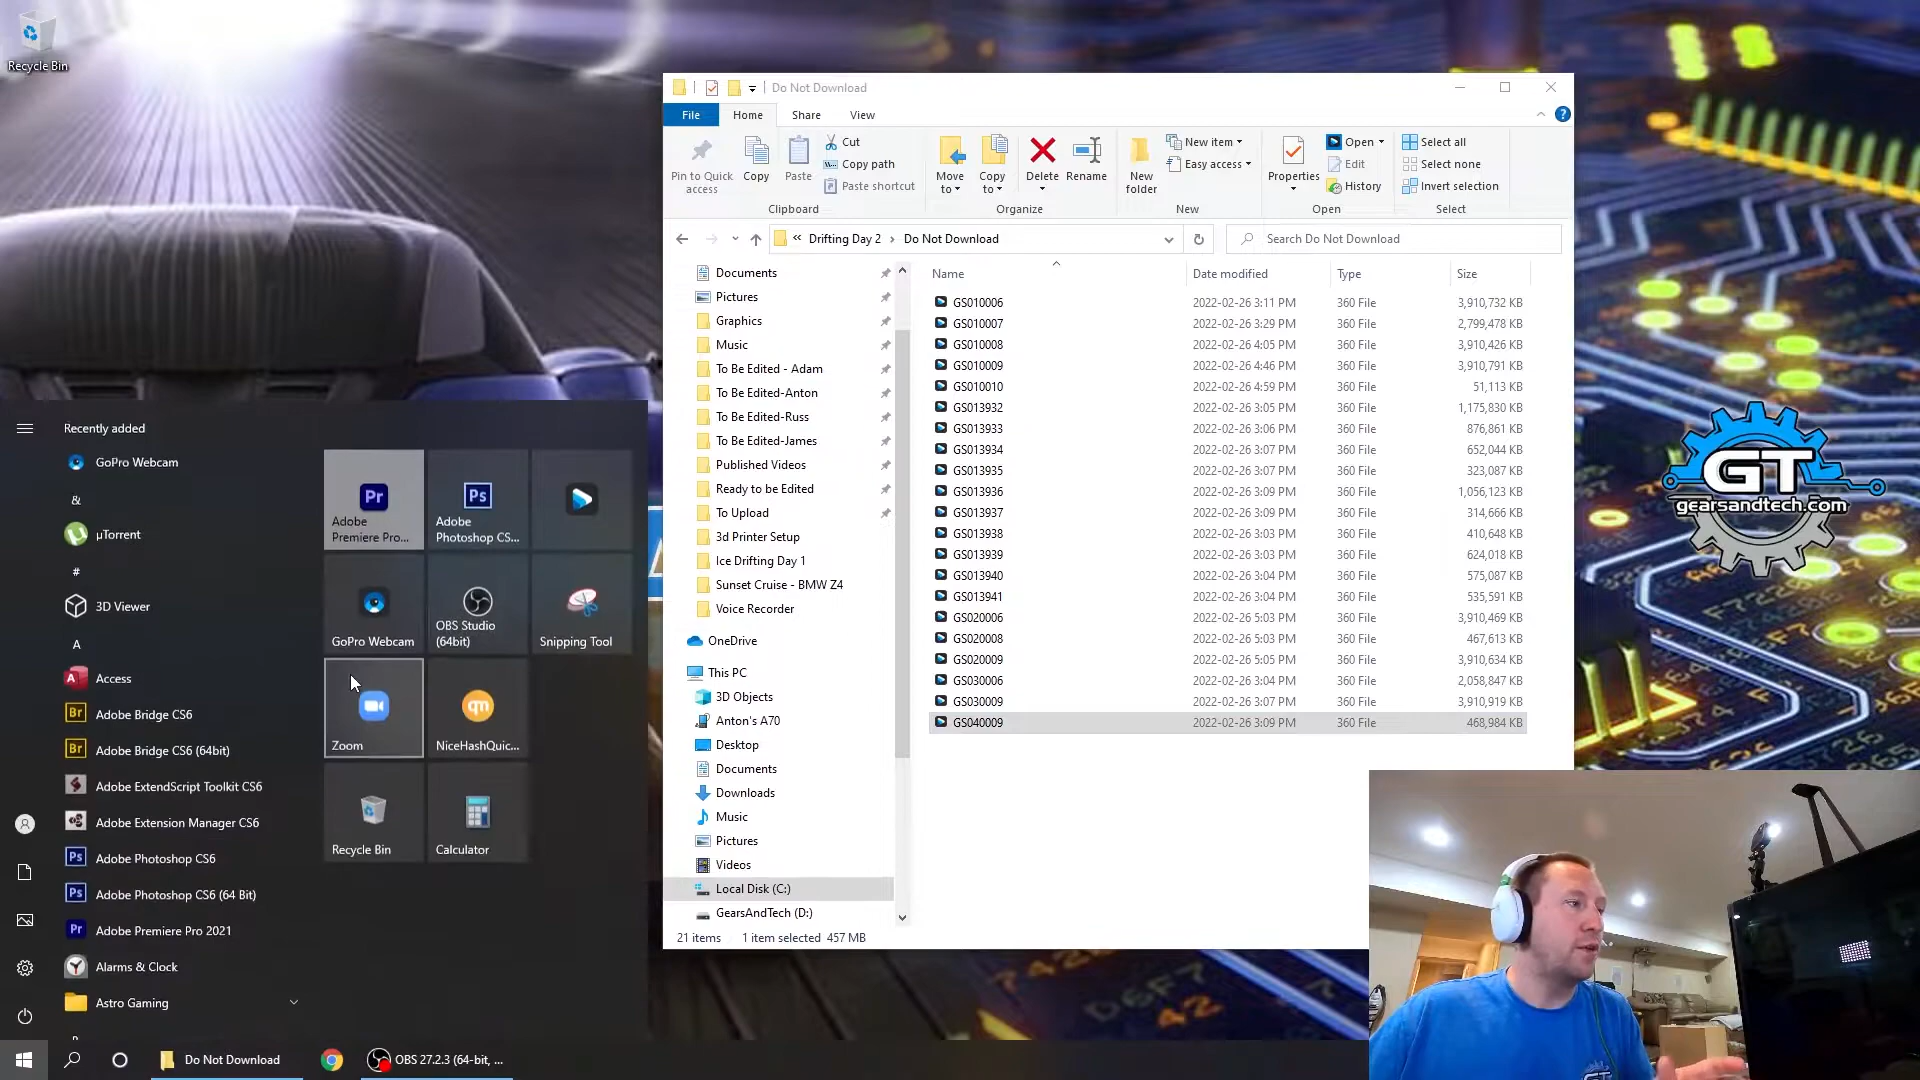 Recycle Bin
Do Not Download
File Home Share View
Pin to Quick access
Copy
Paste
Cut
Copy path
Paste shortcut
Clipboard
Move to
Copy to
Delete
Rename
Organize
New folder
New item
Easy access
New
Properties
Open
Edit
History
Open
Select all
Select none
Invert selection
Select
« Drifting Day 2 › Do Not Download
Search Do Not Download
Documents
Pictures
Graphics
Music
To Be Edited - Adam
To Be Edited-Anton
To Be Edited-Russ
To Be Edited-James
Published Videos
Ready to be Edited
To Upload
3d Printer Setup
Ice Drifting Day 1
Sunset Cruise - BMW Z4
Voice Recorder
OneDrive
This PC
3D Objects
Anton's A70
Desktop
Documents
Downloads
Music
Pictures
Videos
Local Disk (C:)
GearsAndTech (D:)
Name Date modified Type Size
GS010006 2022-02-26 3:11 PM 360 File 3,910,732 KB
GS010007 2022-02-26 3:29 PM 360 File 2,799,478 KB
GS010008 2022-02-26 4:05 PM 360 File 3,910,426 KB
GS010009 2022-02-26 4:46 PM 360 File 3,910,791 KB
GS010010 2022-02-26 4:59 PM 360 File 51,113 KB
GS013932 2022-02-26 3:05 PM 360 File 1,175,830 KB
GS013933 2022-02-26 3:06 PM 360 File 876,861 KB
GS013934 2022-02-26 3:07 PM 360 File 652,044 KB
GS013935 2022-02-26 3:07 PM 360 File 323,087 KB
GS013936 2022-02-26 3:09 PM 360 File 1,056,123 KB
GS013937 2022-02-26 3:09 PM 360 File 314,666 KB
GS013938 2022-02-26 3:03 PM 360 File 410,648 KB
GS013939 2022-02-26 3:03 PM 360 File 624,018 KB
GS013940 2022-02-26 3:04 PM 360 File 575,087 KB
GS013941 2022-02-26 3:04 PM 360 File 535,591 KB
GS020006 2022-02-26 5:03 PM 360 File 3,910,469 KB
GS020008 2022-02-26 5:03 PM 360 File 467,613 KB
GS020009 2022-02-26 5:05 PM 360 File 3,910,634 KB
GS030006 2022-02-26 3:04 PM 360 File 2,058,847 KB
GS030009 2022-02-26 3:07 PM 360 File 3,910,919 KB
GS040009 2022-02-26 3:09 PM 360 File 468,984 KB
21 items 1 item selected 457 MB
Recently added
GoPro Webcam
&
µTorrent
#
3D Viewer
A
Access
Adobe Bridge CS6
Adobe Bridge CS6 (64bit)
Adobe ExtendScript Toolkit CS6
Adobe Extension Manager CS6
Adobe Photoshop CS6
Adobe Photoshop CS6 (64 Bit)
Adobe Premiere Pro 2021
Alarms & Clock
Astro Gaming
Pr
Adobe Premiere Pro...
Ps
Adobe Photoshop CS...
GoPro Webcam
OBS Studio (64bit)
Snipping Tool
Zoom
NiceHashQuic...
Recycle Bin
Calculator
Do Not Download
OBS 27.2.3 (64-bit, ...
GT
gearsandtech.com